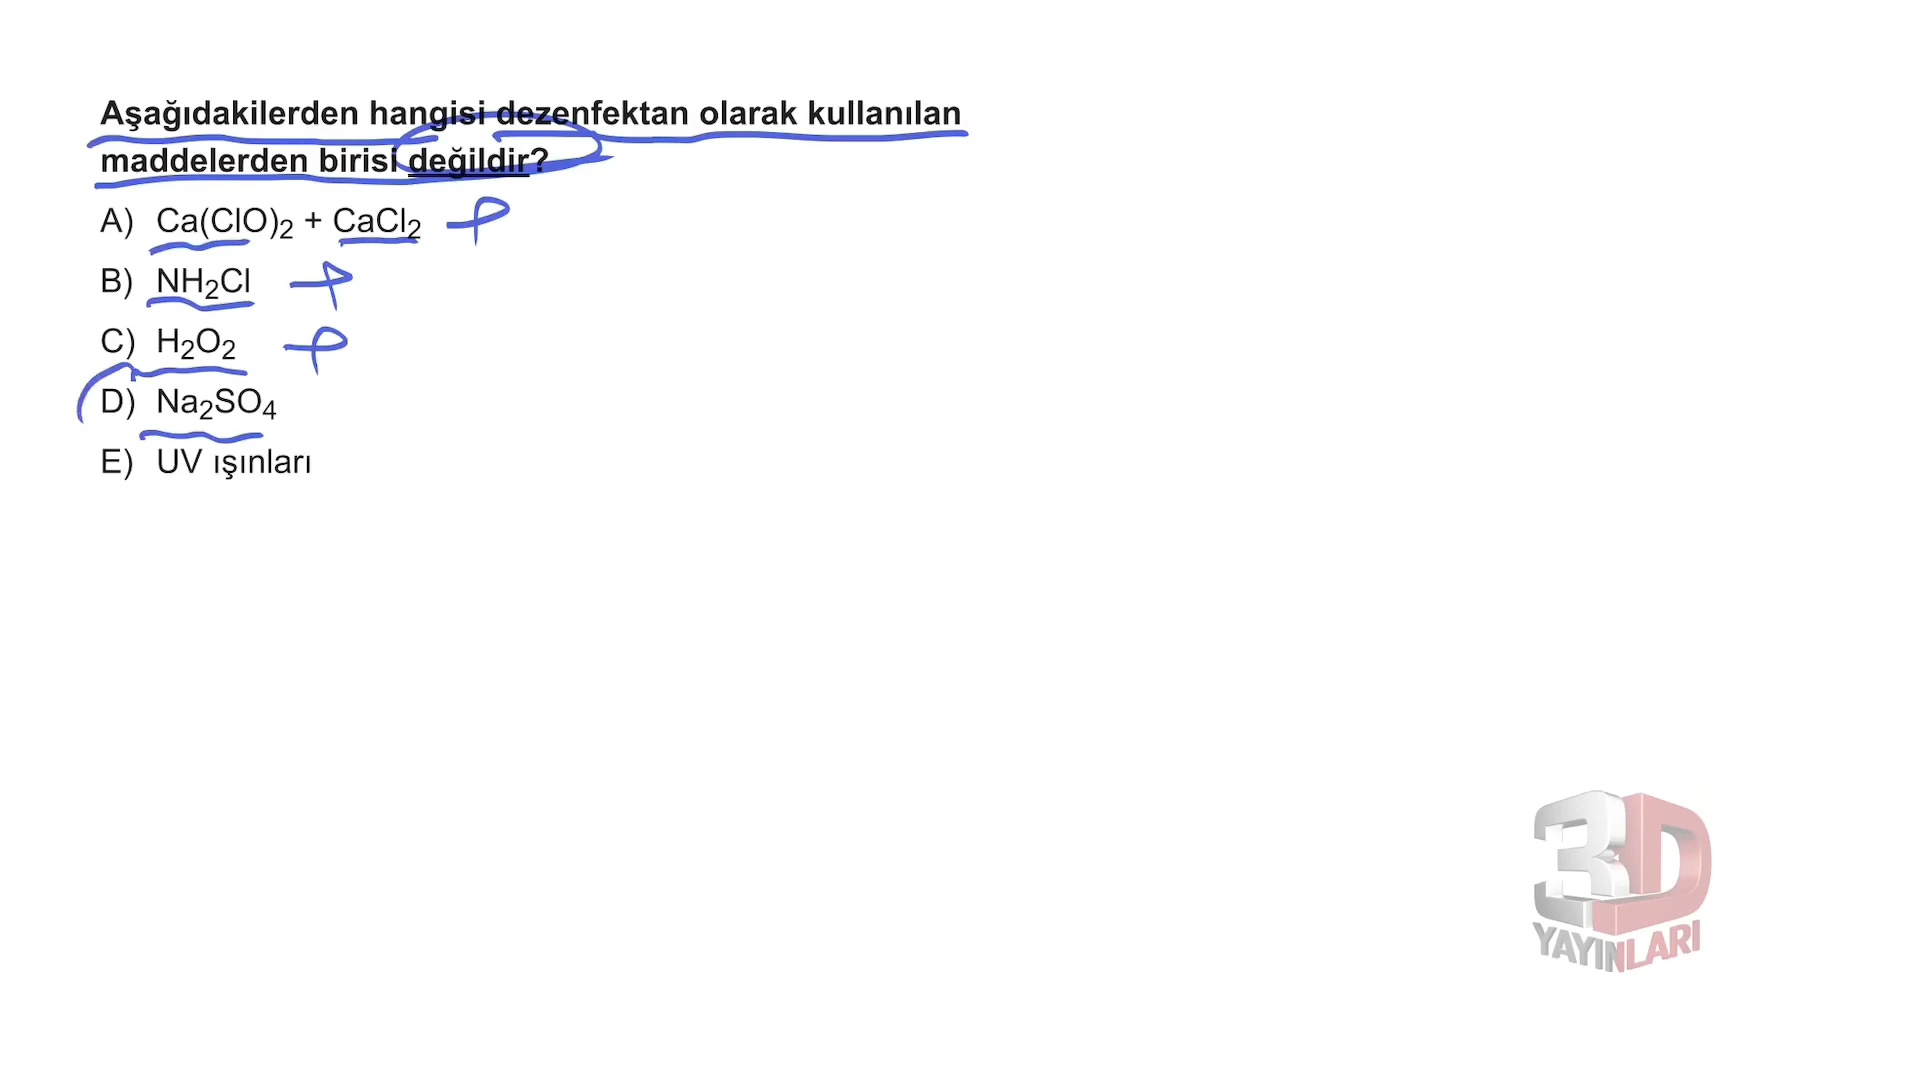 Aşağıdakilerden hangisi dezenfektan olarak kullanılan
maddelerden birisi değildir?
A) Ca(ClO)₂ + CaCl₂
B) NH₂Cl
C) H₂O₂
D) Na₂SO₄
E) UV ışınları
3D
YAYINLARI